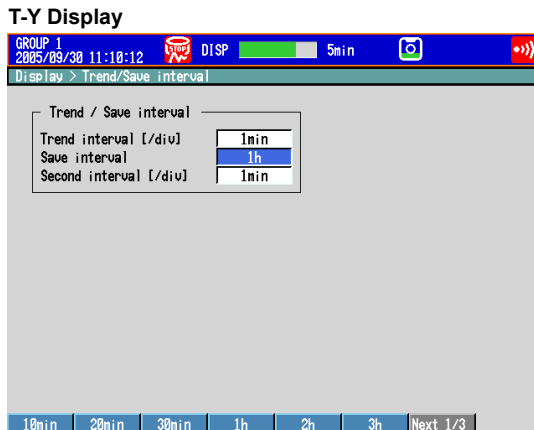 T-Y Display
GROUP 1
2005/09/30 11:10:12 STOP DISP 5min
Display > Trend/Save interval
Trend / Save interval
Trend interval [/div] 1min
Save interval 1h
Second interval [/div] 1min
10min 20min 30min 1h 2h 3h Next 1/3